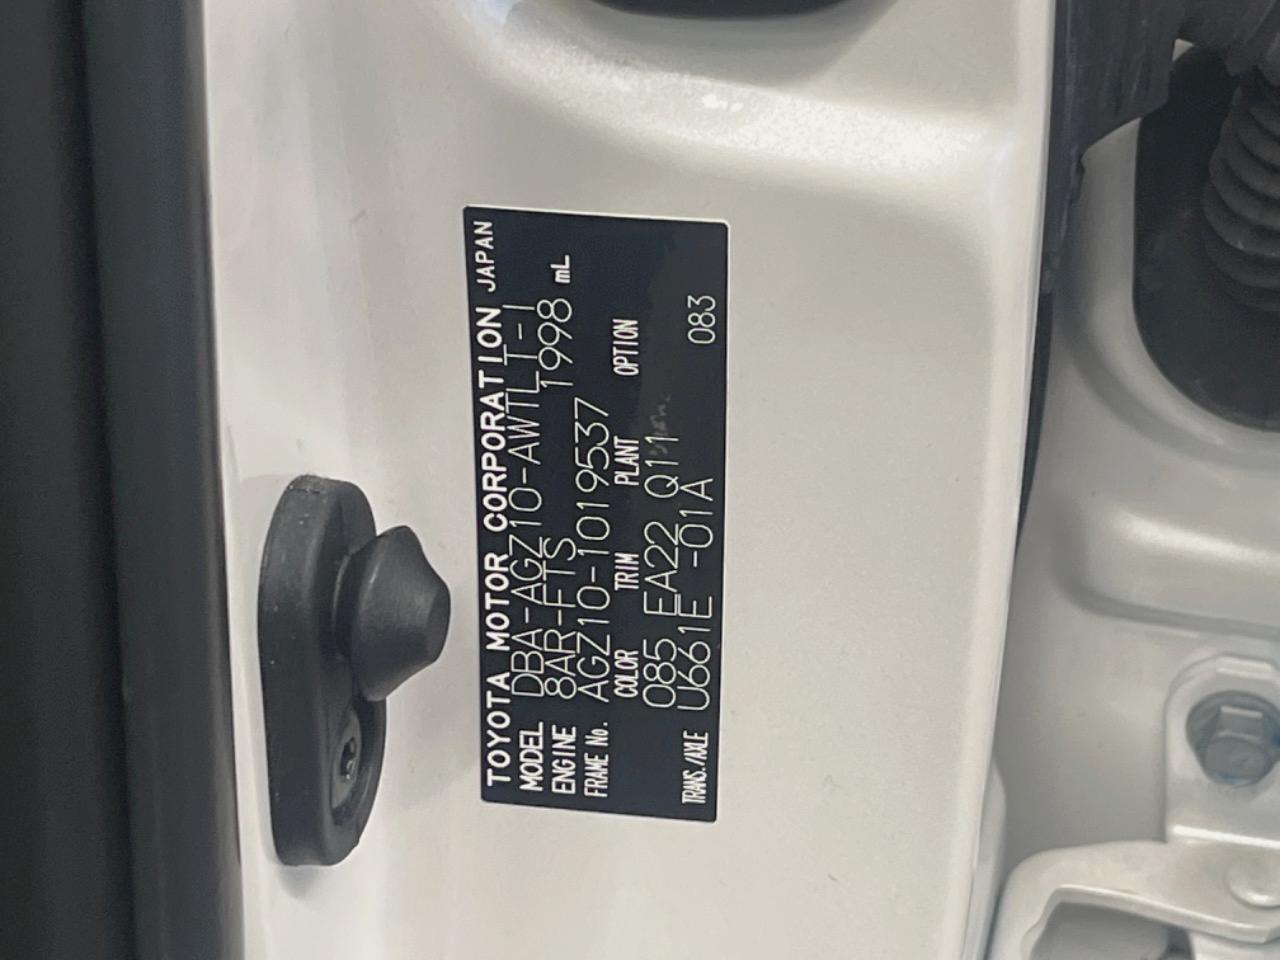 TOYOTA MOTOR CORPORATION JAPAN
MODEL DBA-AGZ10-AWTLT-I
ENGINE 8AR-FTS 1998 mL
FRAME No. AGZ10-1019537
COLOR TRIM PLANT OPTION
085 EA22 Q11
TRANS./AXLE U661E -01A 083